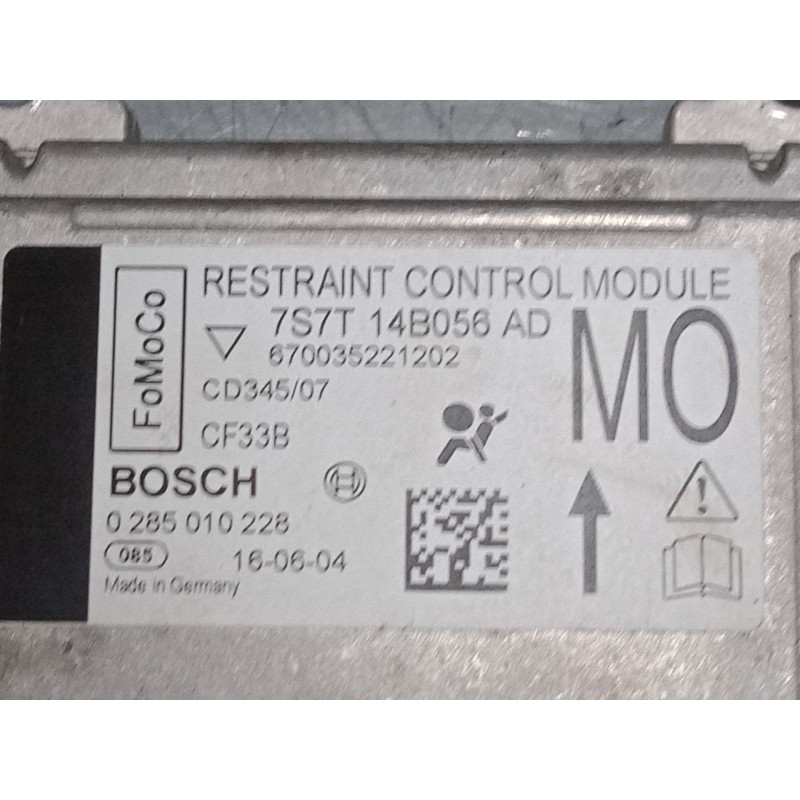 FoMoCo
RESTRAINT CONTROL MODULE
7S7T 14B056 AD
670035221202
MO
CD345/07
CF33B
BOSCH
0 285 010 228
085 16-06-04
Made in Germany